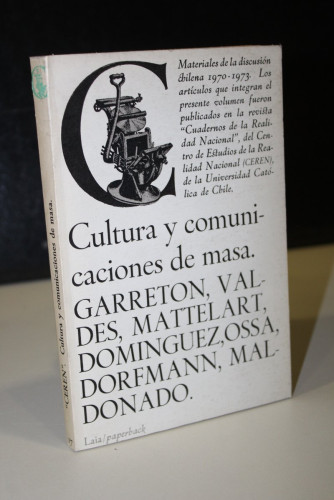 C
Materiales de la discusión
chilena 1970-1973. Los
artículos que integran el
presente volumen fueron
publicados en la revista
"Cuadernos de la Reali-
dad Nacional", del Cen-
tro de Estudios de la Rea-
lidad Nacional (CEREN),
de la Universidad Cató-
lica de Chile.
Cultura y comuni-
caciones de masa.
GARRETON, VAL-
DES, MATTELART,
DOMINGUEZ,OSSA,
DORFMANN, MAL-
DONADO.
Laia/paperback
"CEREN" Cultura y comunicaciones de masa.